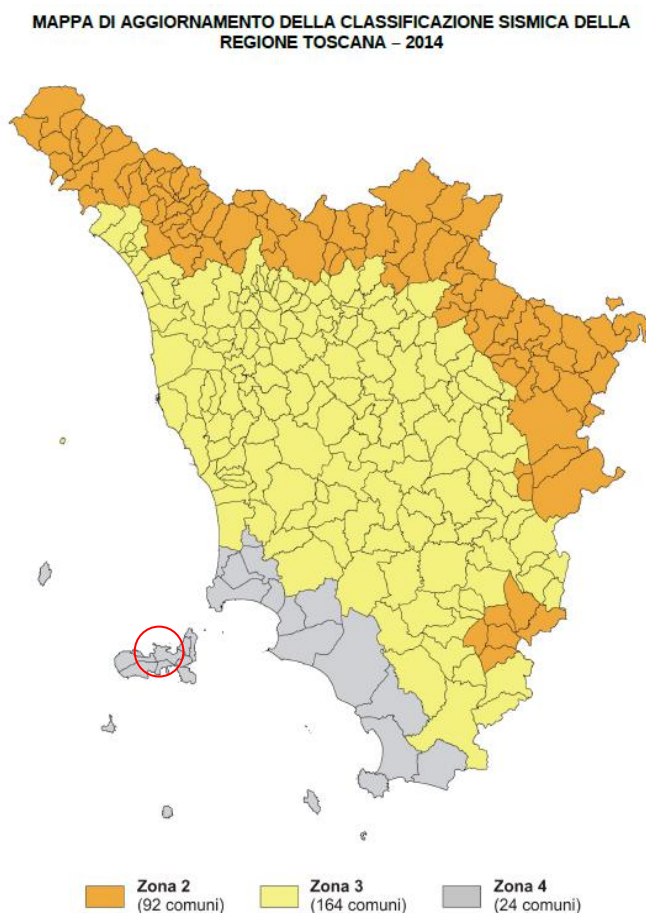 MAPPA DI AGGIORNAMENTO DELLA CLASSIFICAZIONE SISMICA DELLA
REGIONE TOSCANA – 2014
Zona 2
(92 comuni)
Zona 3
(164 comuni)
Zona 4
(24 comuni)